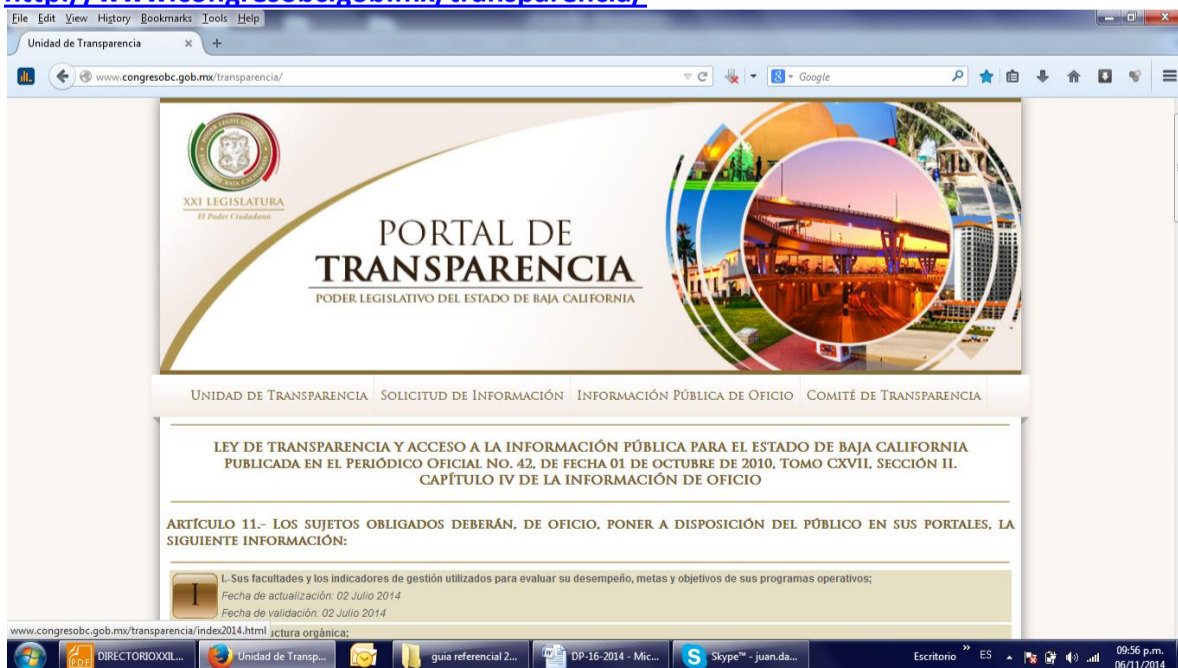 http://www.congresobc.gob.mx/transparencia/
File Edit View History Bookmarks Tools Help
Unidad de Transparencia
www.congresobc.gob.mx/transparencia/
Google
XXI LEGISLATURA
El Poder Ciudadano
PORTAL DE
TRANSPARENCIA
PODER LEGISLATIVO DEL ESTADO DE BAJA CALIFORNIA
UNIDAD DE TRANSPARENCIA SOLICITUD DE INFORMACIÓN INFORMACIÓN PÚBLICA DE OFICIO COMITÉ DE TRANSPARENCIA
LEY DE TRANSPARENCIA Y ACCESO A LA INFORMACIÓN PÚBLICA PARA EL ESTADO DE BAJA CALIFORNIA
PUBLICADA EN EL PERIÓDICO OFICIAL NO. 42, DE FECHA 01 DE OCTUBRE DE 2010, TOMO CXVII, SECCIÓN II.
CAPÍTULO IV DE LA INFORMACIÓN DE OFICIO
ARTÍCULO 11.- LOS SUJETOS OBLIGADOS DEBERÁN, DE OFICIO, PONER A DISPOSICIÓN DEL PÚBLICO EN SUS PORTALES, LA
SIGUIENTE INFORMACIÓN:
I
I.-Sus facultades y los indicadores de gestión utilizados para evaluar su desempeño, metas y objetivos de sus programas operativos;
Fecha de actualización: 02 Julio 2014
Fecha de validación: 02 Julio 2014
www.congresobc.gob.mx/transparencia/index2014.html
uctura orgánica;
DIRECTORIOXXIL... Unidad de Transp... guia referencial 2... DP-16-2014 - Mic... Skype™ - juan.da... Escritorio » ES 09:56 p.m.
06/11/2014